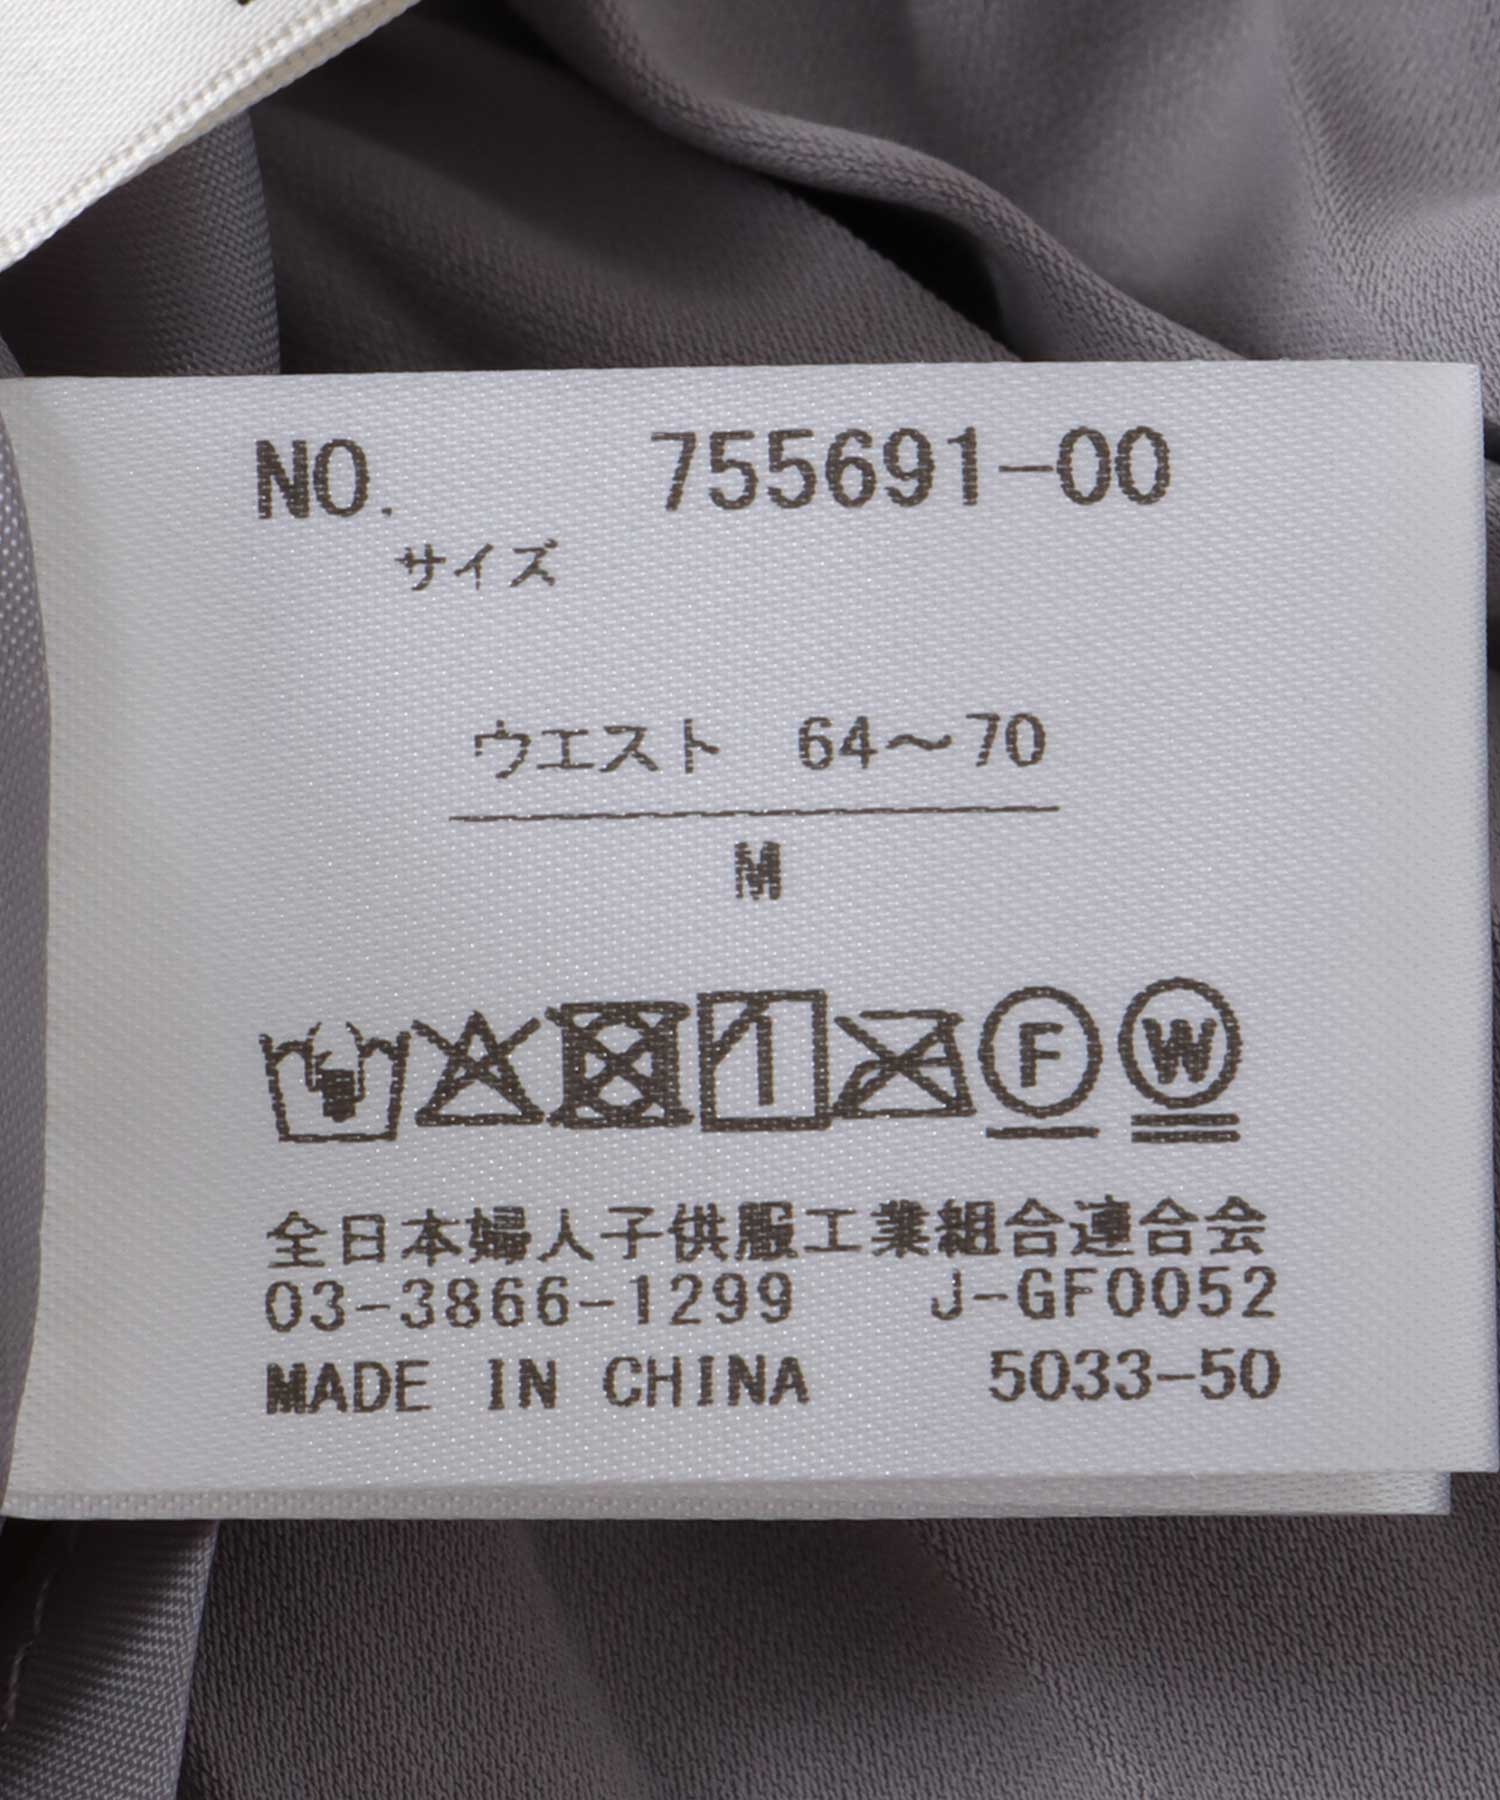 NO. 755691-00
サイズ
ウエスト 64～70
M
F W
全日本婦人子供服工業組合連合会
03-3866-1299 J-GF0052
MADE IN CHINA 5033-50